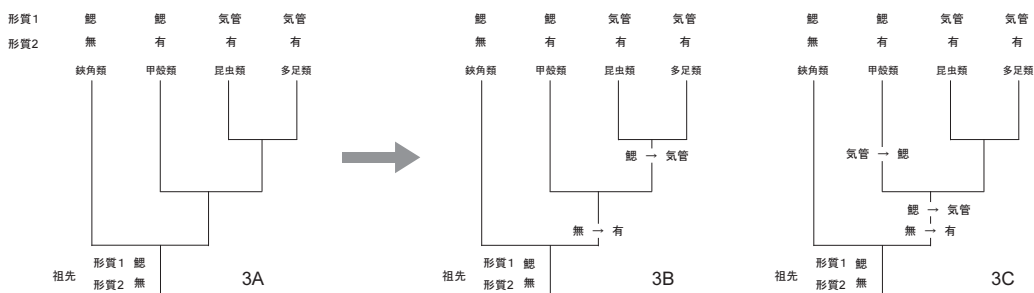 形質1 鰓 鰓 気管 気管
形質2 無 有 有 有
鋏角類 甲殻類 昆虫類 多足類
祖先 形質1 鰓
形質2 無
3A
形質1 鰓 鰓 気管 気管
形質2 無 有 有 有
鋏角類 甲殻類 昆虫類 多足類
鰓 → 気管
無 → 有
祖先 形質1 鰓
形質2 無
3B
鰓 鰓 気管 気管
無 有 有 有
鋏角類 甲殻類 昆虫類 多足類
気管 → 鰓
鰓 → 気管
無 → 有
祖先 形質1 鰓
形質2 無
3C